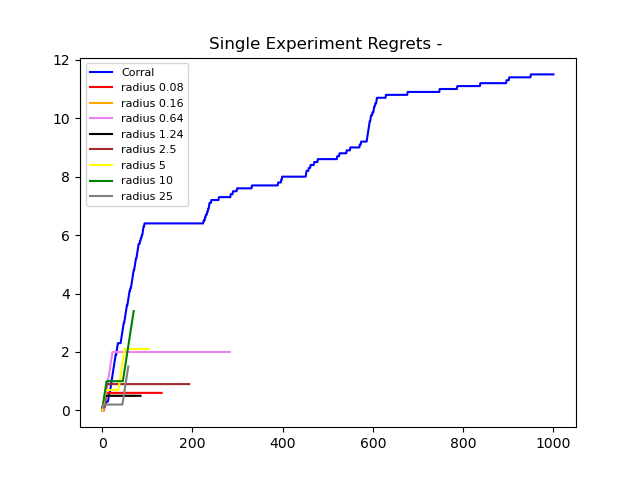 Single Experiment Regrets -
12
10
8
6
4
2
0
Corral
radius 0.08
radius 0.16
radius 0.64
radius 1.24
radius 2.5
radius 5
radius 10
radius 25
0 200 400 600 800 1000